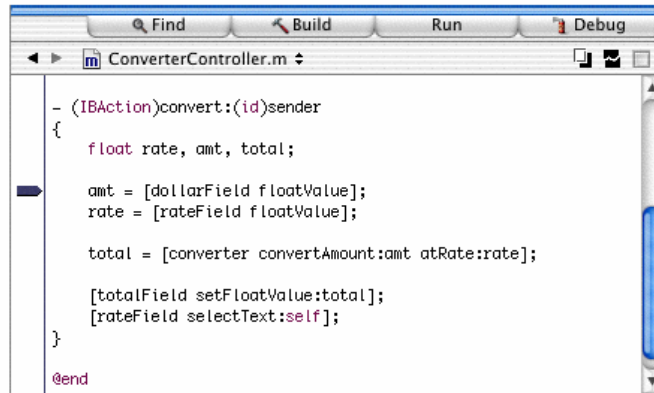 Find Build Run Debug
m ConverterController.m
- (IBAction)convert:(id)sender
{
float rate, amt, total;
amt = [dollarField floatValue];
rate = [rateField floatValue];
total = [converter convertAmount:amt atRate:rate];
[totalField setFloatValue:total];
[rateField selectText:self];
}
@end